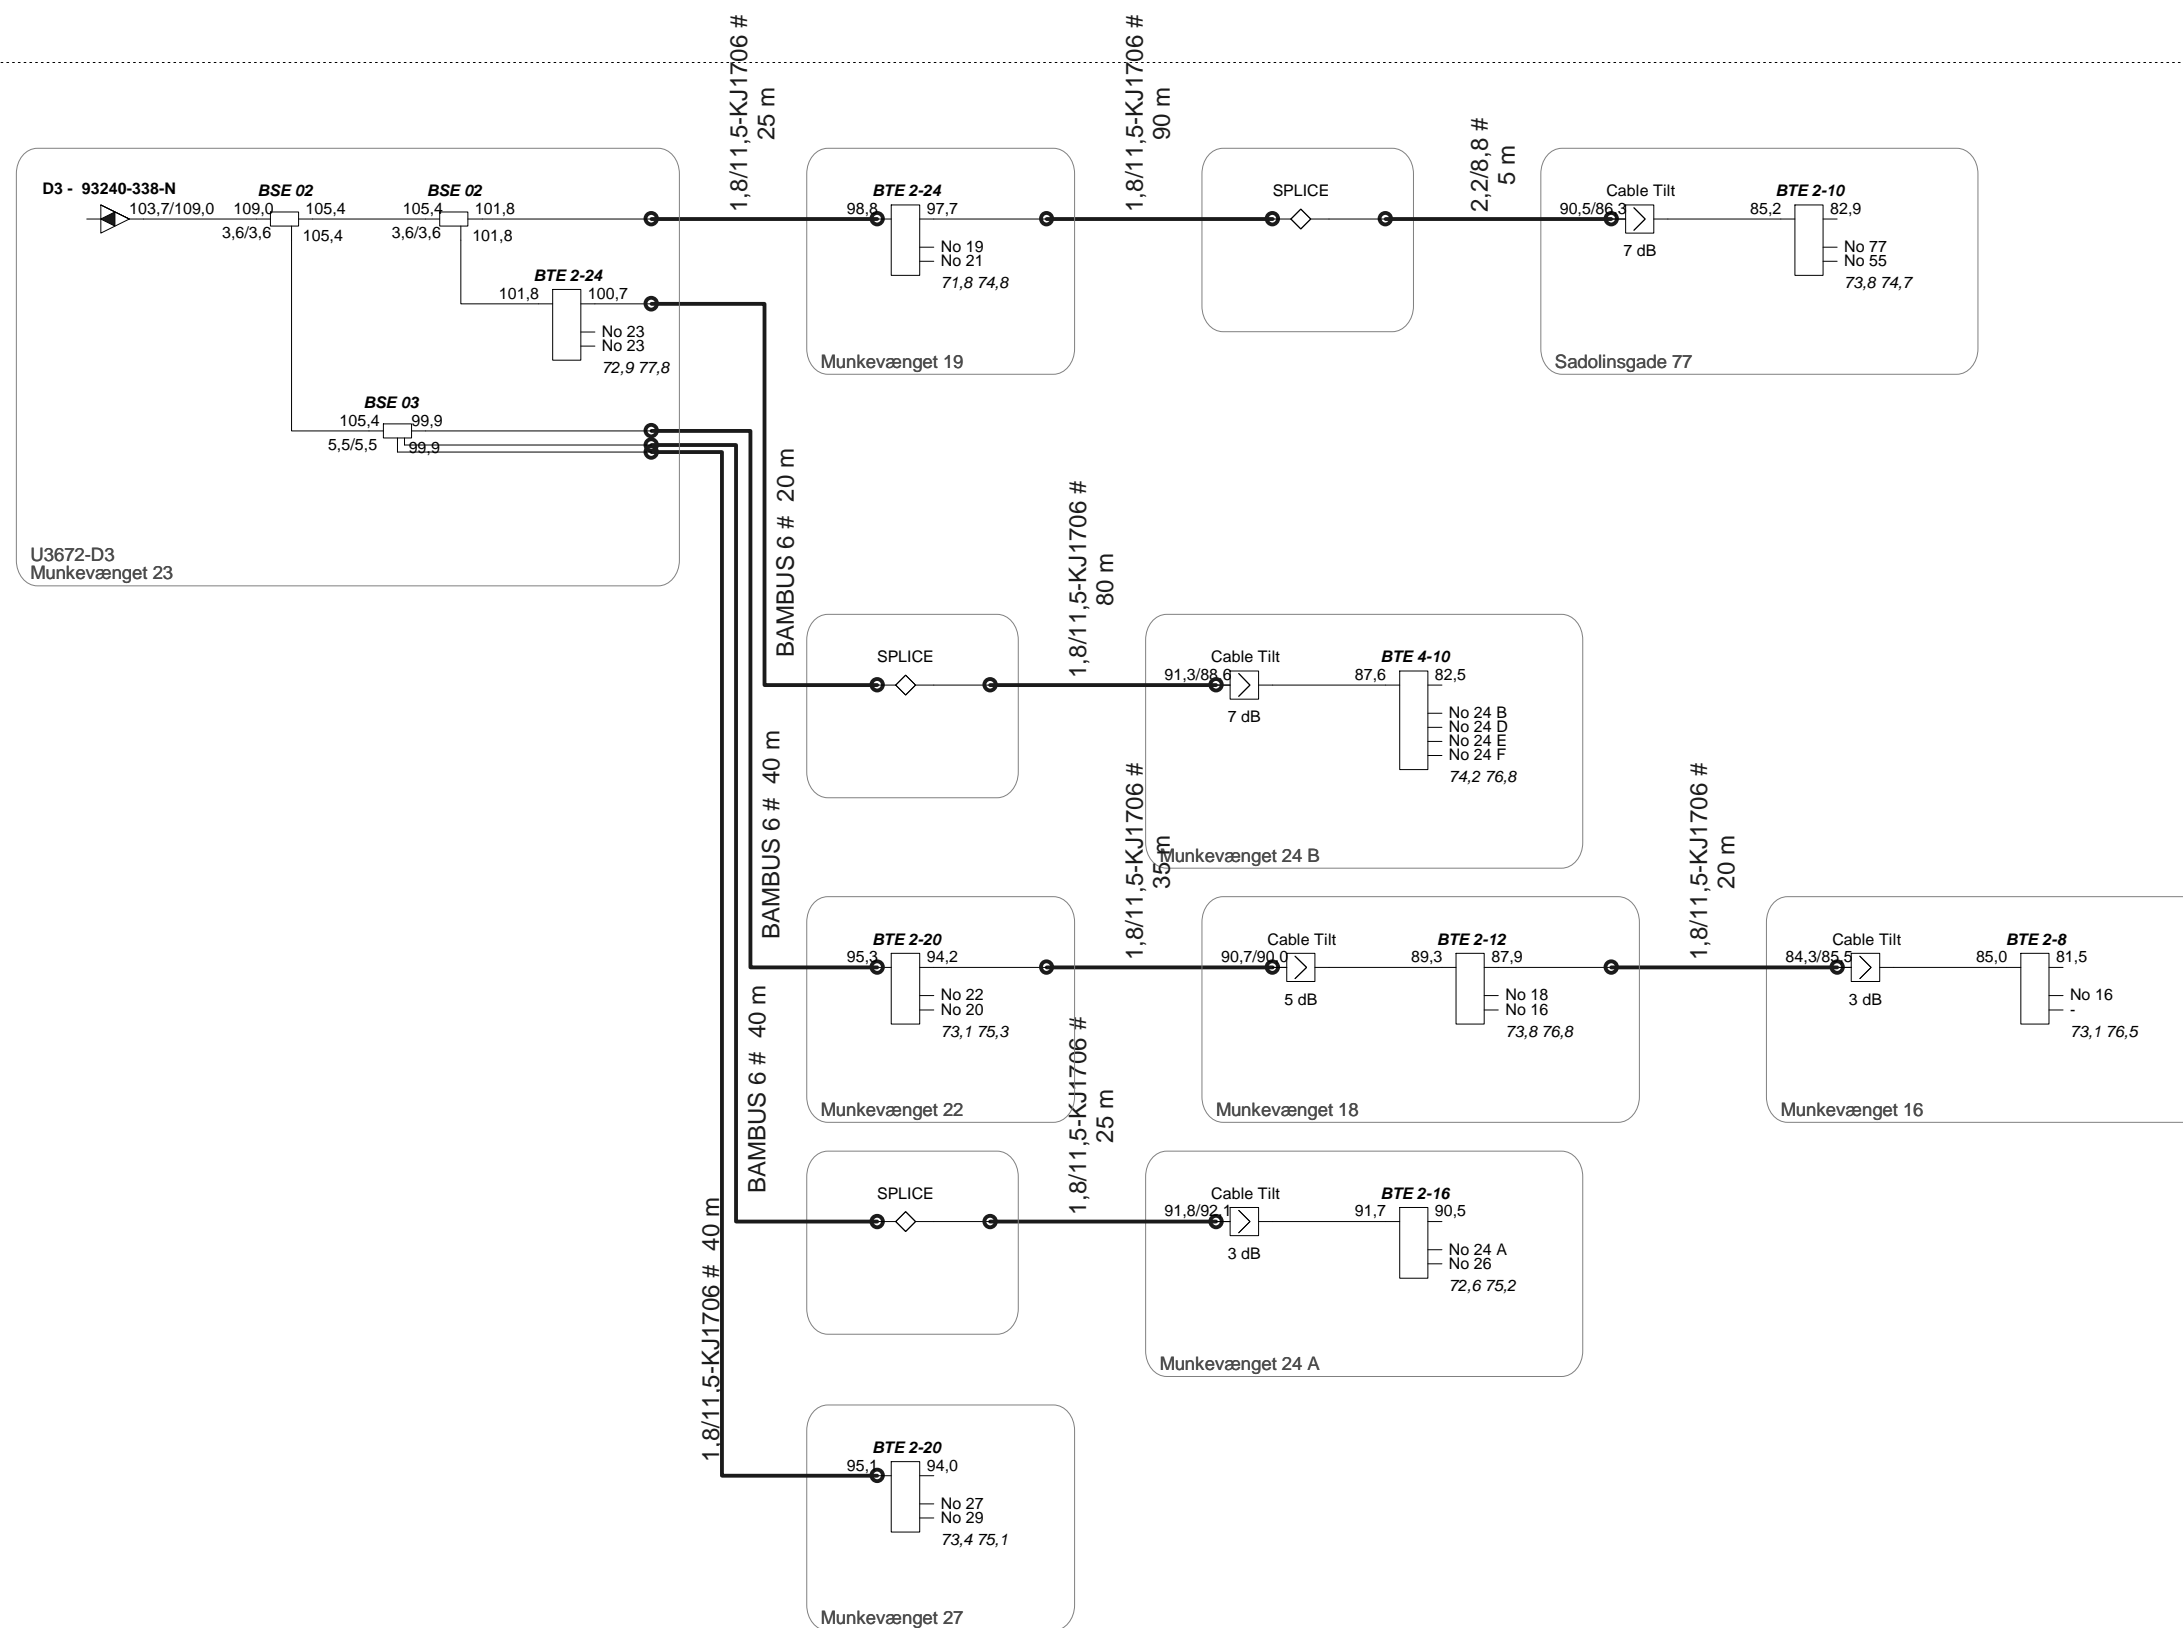 1,8/11,5-KJ1706 #
25 m
1,8/11,5-KJ1706 #
90 m
2,2/8,8 #
5 m
D3 - 93240-338-N
103,7/109,0
BSE 02
109,0
105,4
3,6/3,6
105,4
BSE 02
105,4
101,8
3,6/3,6
101,8
BTE 2-24
101,8
100,7
No 23
No 23
72,9 77,8
BSE 03
105,4
99,9
5,5/5,5
99,9
U3672-D3
Munkevænget 23
BTE 2-24
98,8
97,7
No 19
No 21
71,8 74,8
Munkevænget 19
SPLICE
Cable Tilt
90,5/86,3
7 dB
BTE 2-10
85,2
82,9
No 77
No 55
73,8 74,7
Sadolinsgade 77
BAMBUS 6 # 20 m
1,8/11,5-KJ1706 #
80 m
SPLICE
Cable Tilt
91,3/88,6
7 dB
BTE 4-10
87,6
82,5
No 24 B
No 24 D
No 24 E
No 24 F
74,2 76,8
Munkevænget 24 B
BAMBUS 6 # 40 m
1,8/11,5-KJ1706 #
35 m
1,8/11,5-KJ1706 #
20 m
BTE 2-20
95,3
94,2
No 22
No 20
73,1 75,3
Munkevænget 22
Cable Tilt
90,7/90,0
5 dB
BTE 2-12
89,3
87,9
No 18
No 16
73,8 76,8
Munkevænget 18
Cable Tilt
84,3/85,5
3 dB
BTE 2-8
85,0
81,5
No 16
-
73,1 76,5
Munkevænget 16
BAMBUS 6 # 40 m
1,8/11,5-KJ1706 #
25 m
SPLICE
Cable Tilt
91,8/92,1
3 dB
BTE 2-16
91,7
90,5
No 24 A
No 26
72,6 75,2
Munkevænget 24 A
1,8/11,5-KJ1706 # 40 m
BTE 2-20
95,1
94,0
No 27
No 29
73,4 75,1
Munkevænget 27